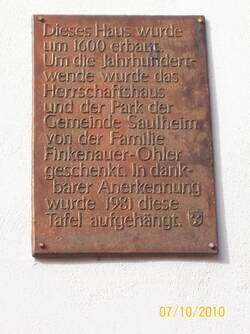 Dieses Haus wurde
um 1600 erbaut.
Um die Jahrhundert-
wende wurde das
Herrschaftshaus
und der Park der
Gemeinde Saulheim
von der Familie
Finkenauer-Ohler
geschenkt. In dank-
barer Anerkennung
wurde 1981 diese
Tafel aufgehängt.
07/10/2010